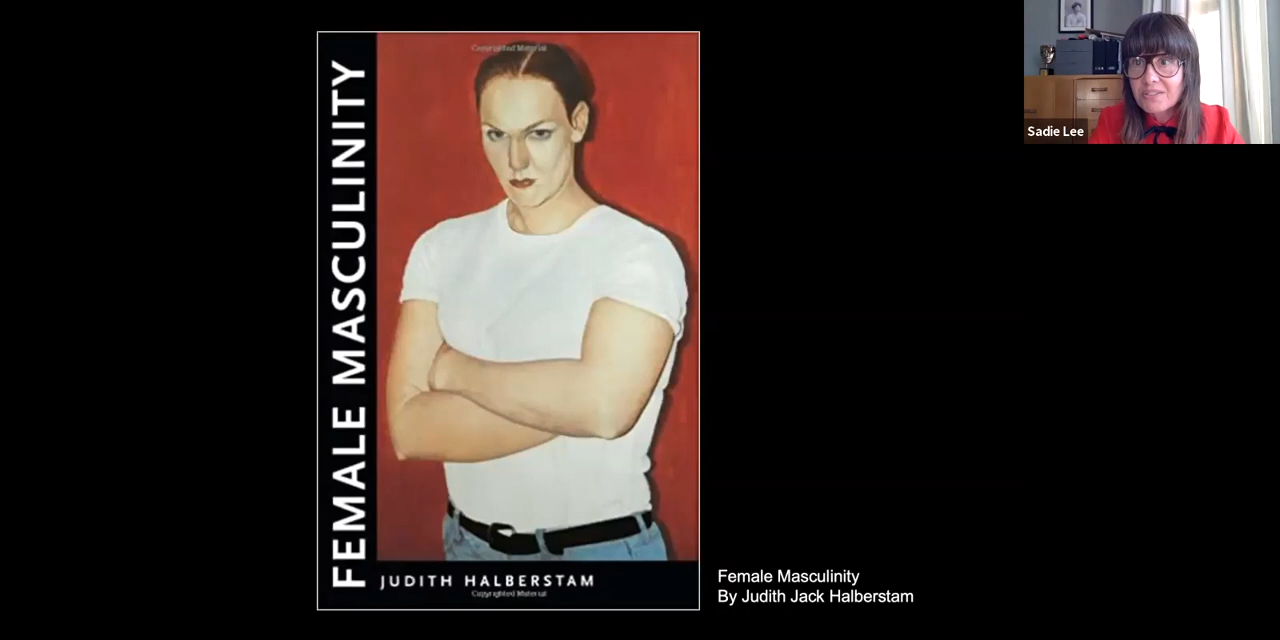 Copyrighted Material
FEMALE MASCULINITY
JUDITH HALBERSTAM
Copyrighted Material
Female Masculinity
By Judith Jack Halberstam
Sadie Lee